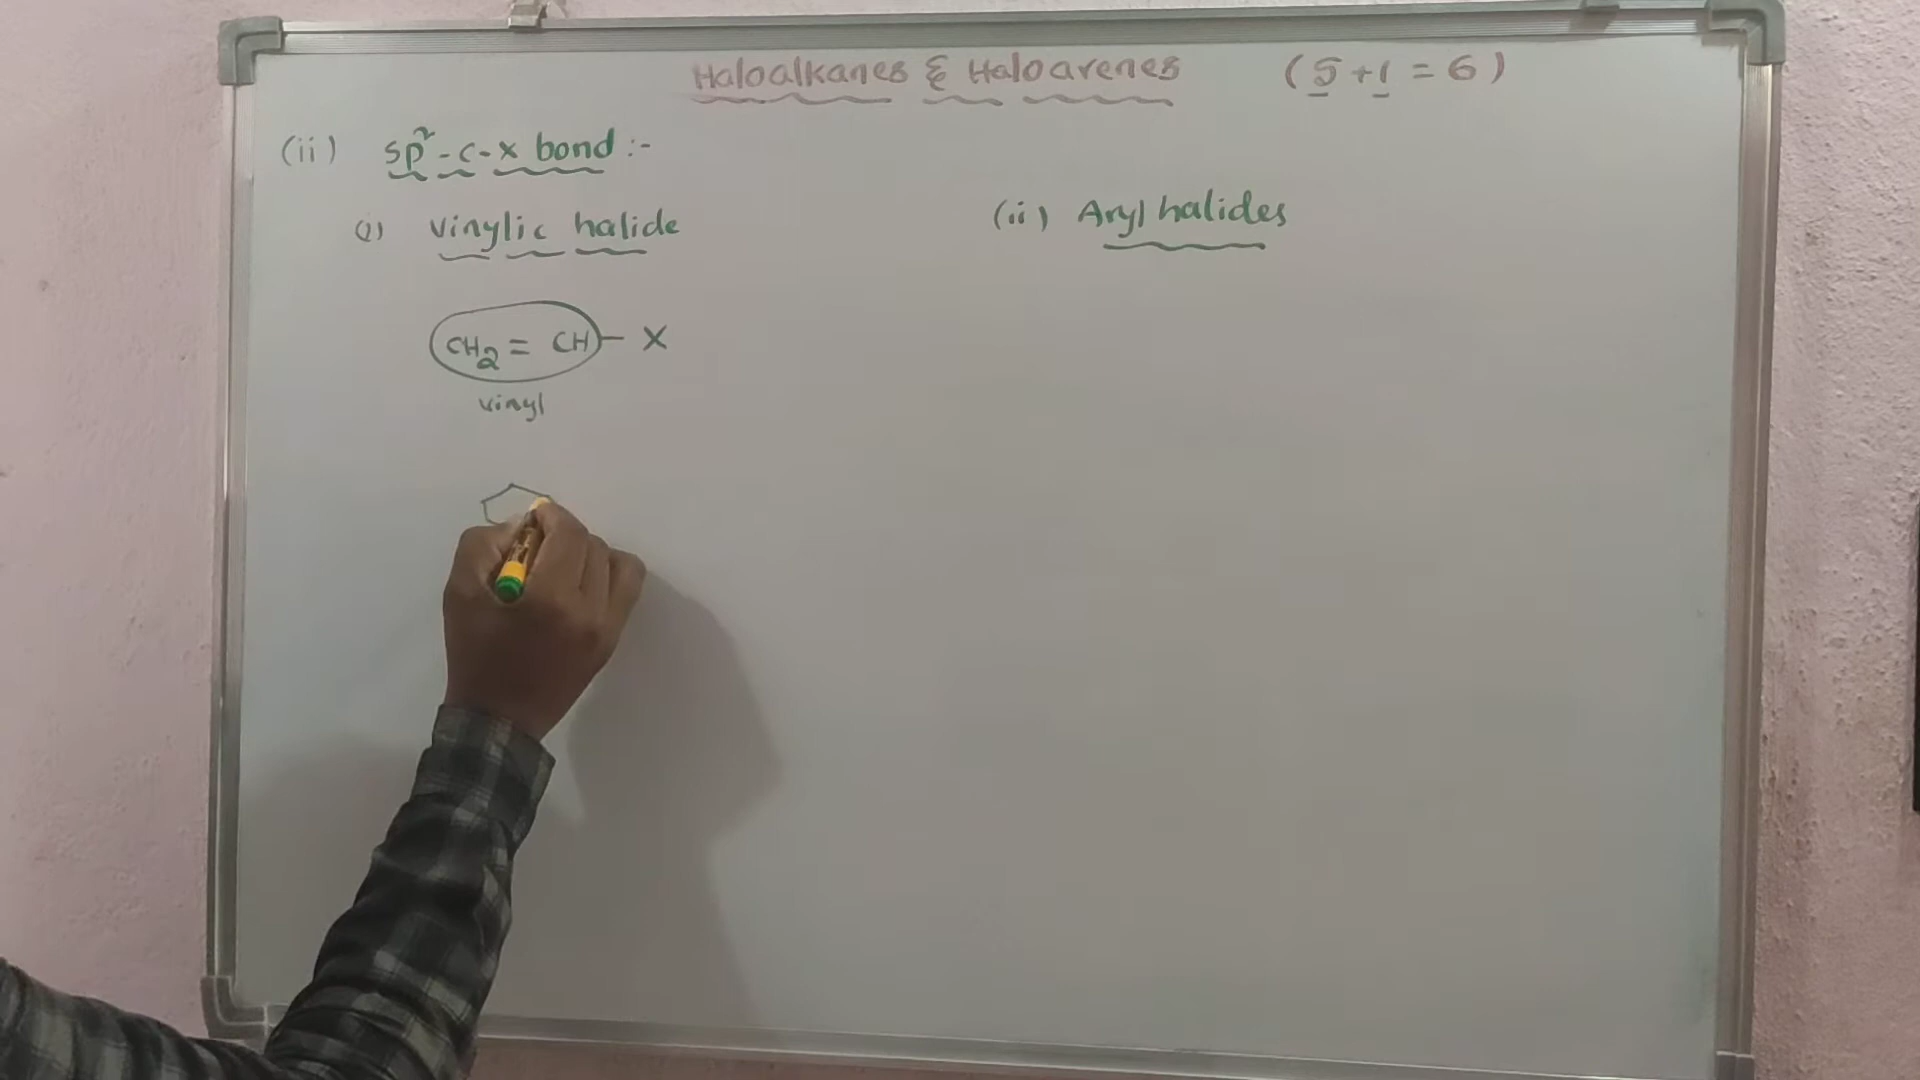 Haloalkanes & Haloarenes (5+1=6)
(ii) sp²-c-x bond :-
(i) vinylic halide
(ii) Aryl halides
CH₂ = CH - X
vinyl